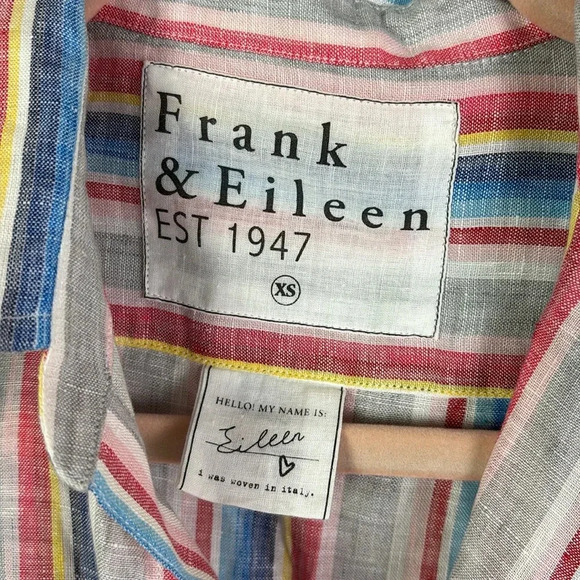 Frank
& Eileen
EST 1947
XS
HELLO! MY NAME IS:
Eileen
i was woven in italy.